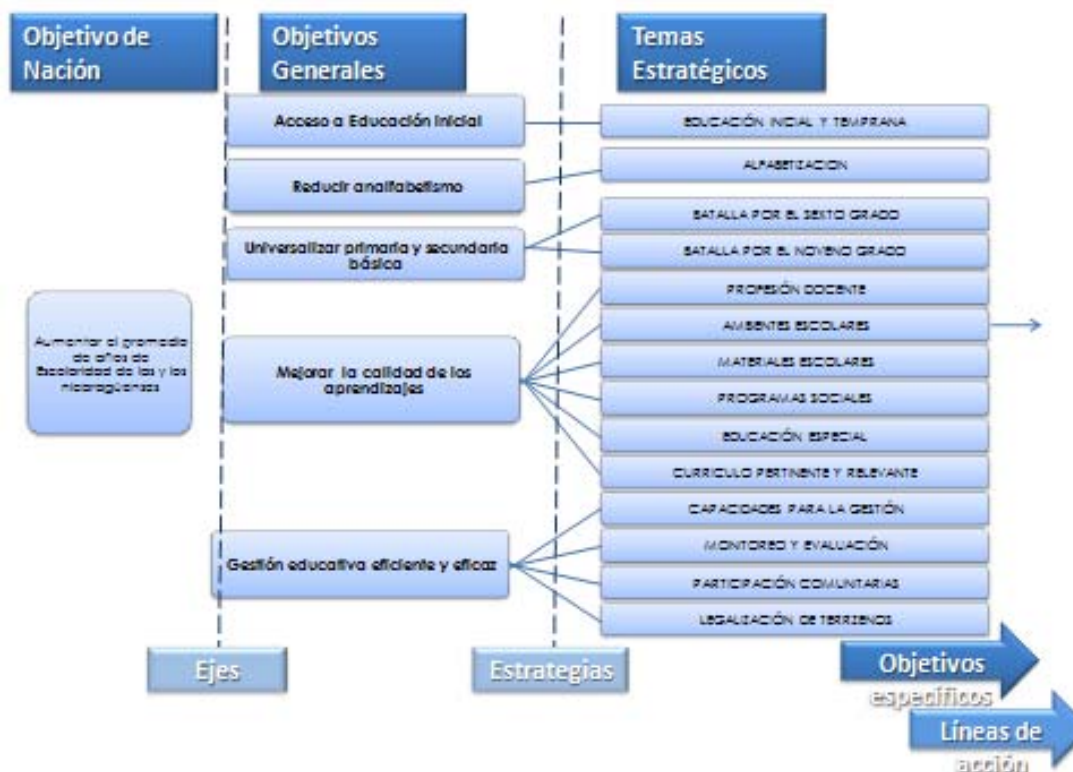 Objetivo de
Nación
Objetivos
Generales
Temas
Estratégicos
Acceso a Educación Inicial
EDUCACIÓN INICIAL Y TEMPRANA
Reducir analfabetismo
ALFABETIZACION
Universalizar primaria y secundaria
básica
BATALLA POR EL SEXTO GRADO
BATALLA POR EL NOVENO GRADO
Aumentar el promedio
de años de
Escolaridad de las y los
nicaragüenses
Mejorar la calidad de los
aprendizajes
PROFESIÓN DOCENTE
AMBIENTES ESCOLARES
MATERIALES ESCOLARES
PROGRAMAS SOCIALES
EDUCACIÓN ESPECIAL
CURRICULO PERTINENTE Y RELEVANTE
Gestión educativa eficiente y eficaz
CAPACIDADES PARA LA GESTIÓN
MONITOREO Y EVALUACIÓN
PARTICIPACIÓN COMUNITARIAS
LEGALIZACIÓN DE TERRENOS
Ejes
Estrategias
Objetivos
específicos
Líneas de
acción